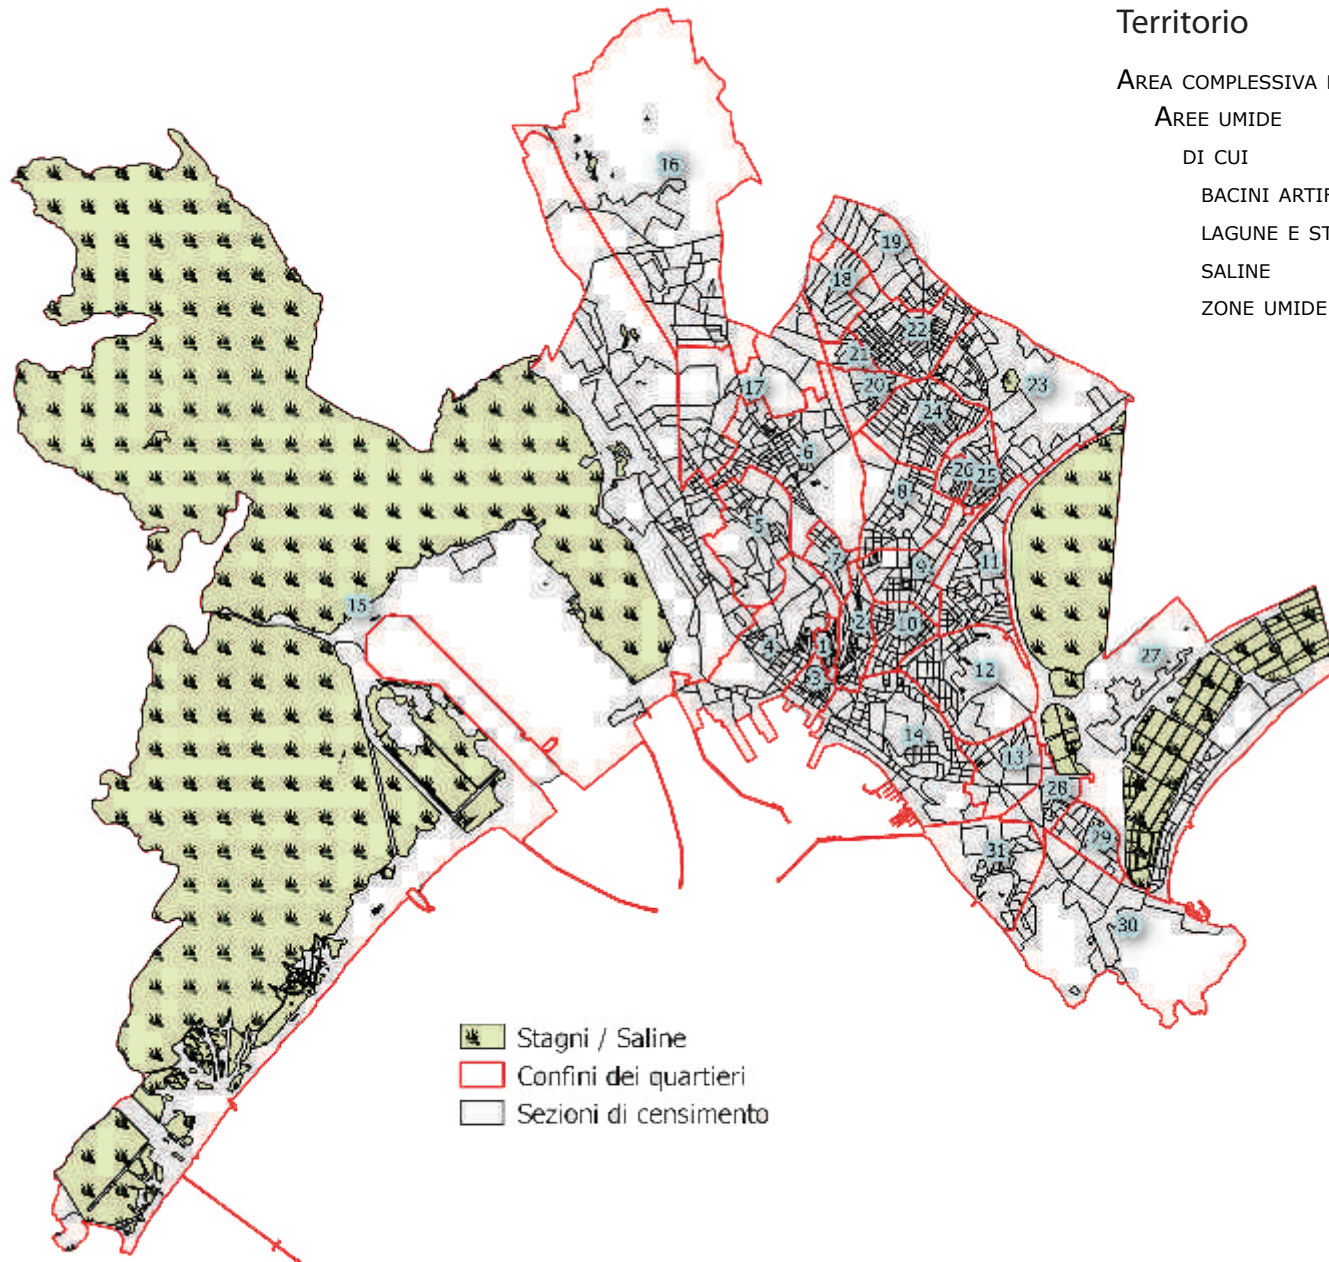 Territorio
AREA COMPLESSIVA
AREE UMIDE
DI CUI
BACINI
LAGUNE E
SALINE
ZONE UMIDE
16
19
18
22
21
20
23
17
24
6
26
25
8
5
7
9
11
15
2
10
4
1
3
12
27
14
13
28
29
31
30
Stagni / Saline
Confini dei quartieri
Sezioni di censimento